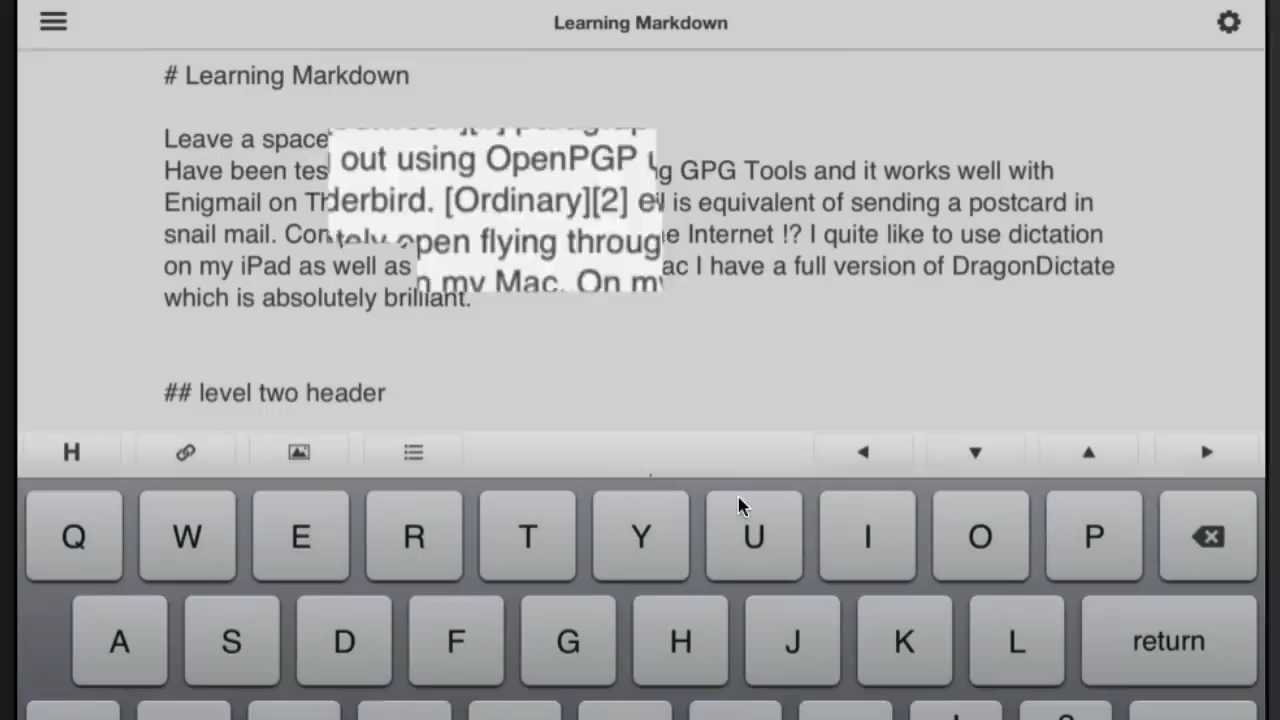 Learning Markdown
# Learning Markdown
Leave a space
Have been tes out using OpenPGP g GPG Tools and it works well with
Enigmail on Th derbird. [Ordinary][2] e l is equivalent of sending a postcard in
snail mail. Con tely open flying throug e Internet !? I quite like to use dictation
on my iPad as well as n my Mac. On my ac I have a full version of DragonDictate
which is absolutely brilliant.
## level two header
H
Q W E R T Y U I O P
A S D F G H J K L return